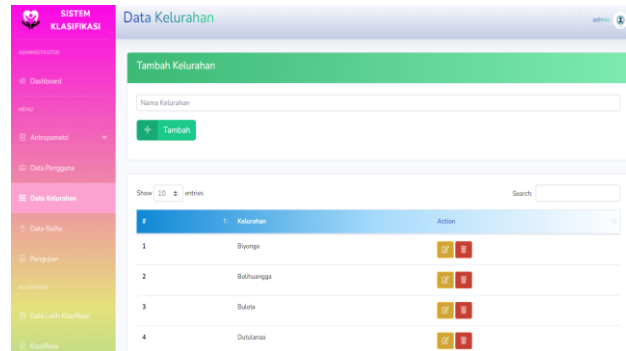 SISTEM
KLASIFIKASI
Data Kelurahan
admin
ADMINISTRATOR
Dashboard
MENU
Antropometri
Data Pengguna
Data Kelurahan
Data Balita
Pengujian
KLASIFIKASI
Data Latih Klasifikasi
Klasifikasi
Tambah Kelurahan
Nama Kelurahan
+ Tambah
Show 10 entries
Search:
# Kelurahan Action
1 Biyonga
2 Bolihuangga
3 Bulota
4 Dutulanaa